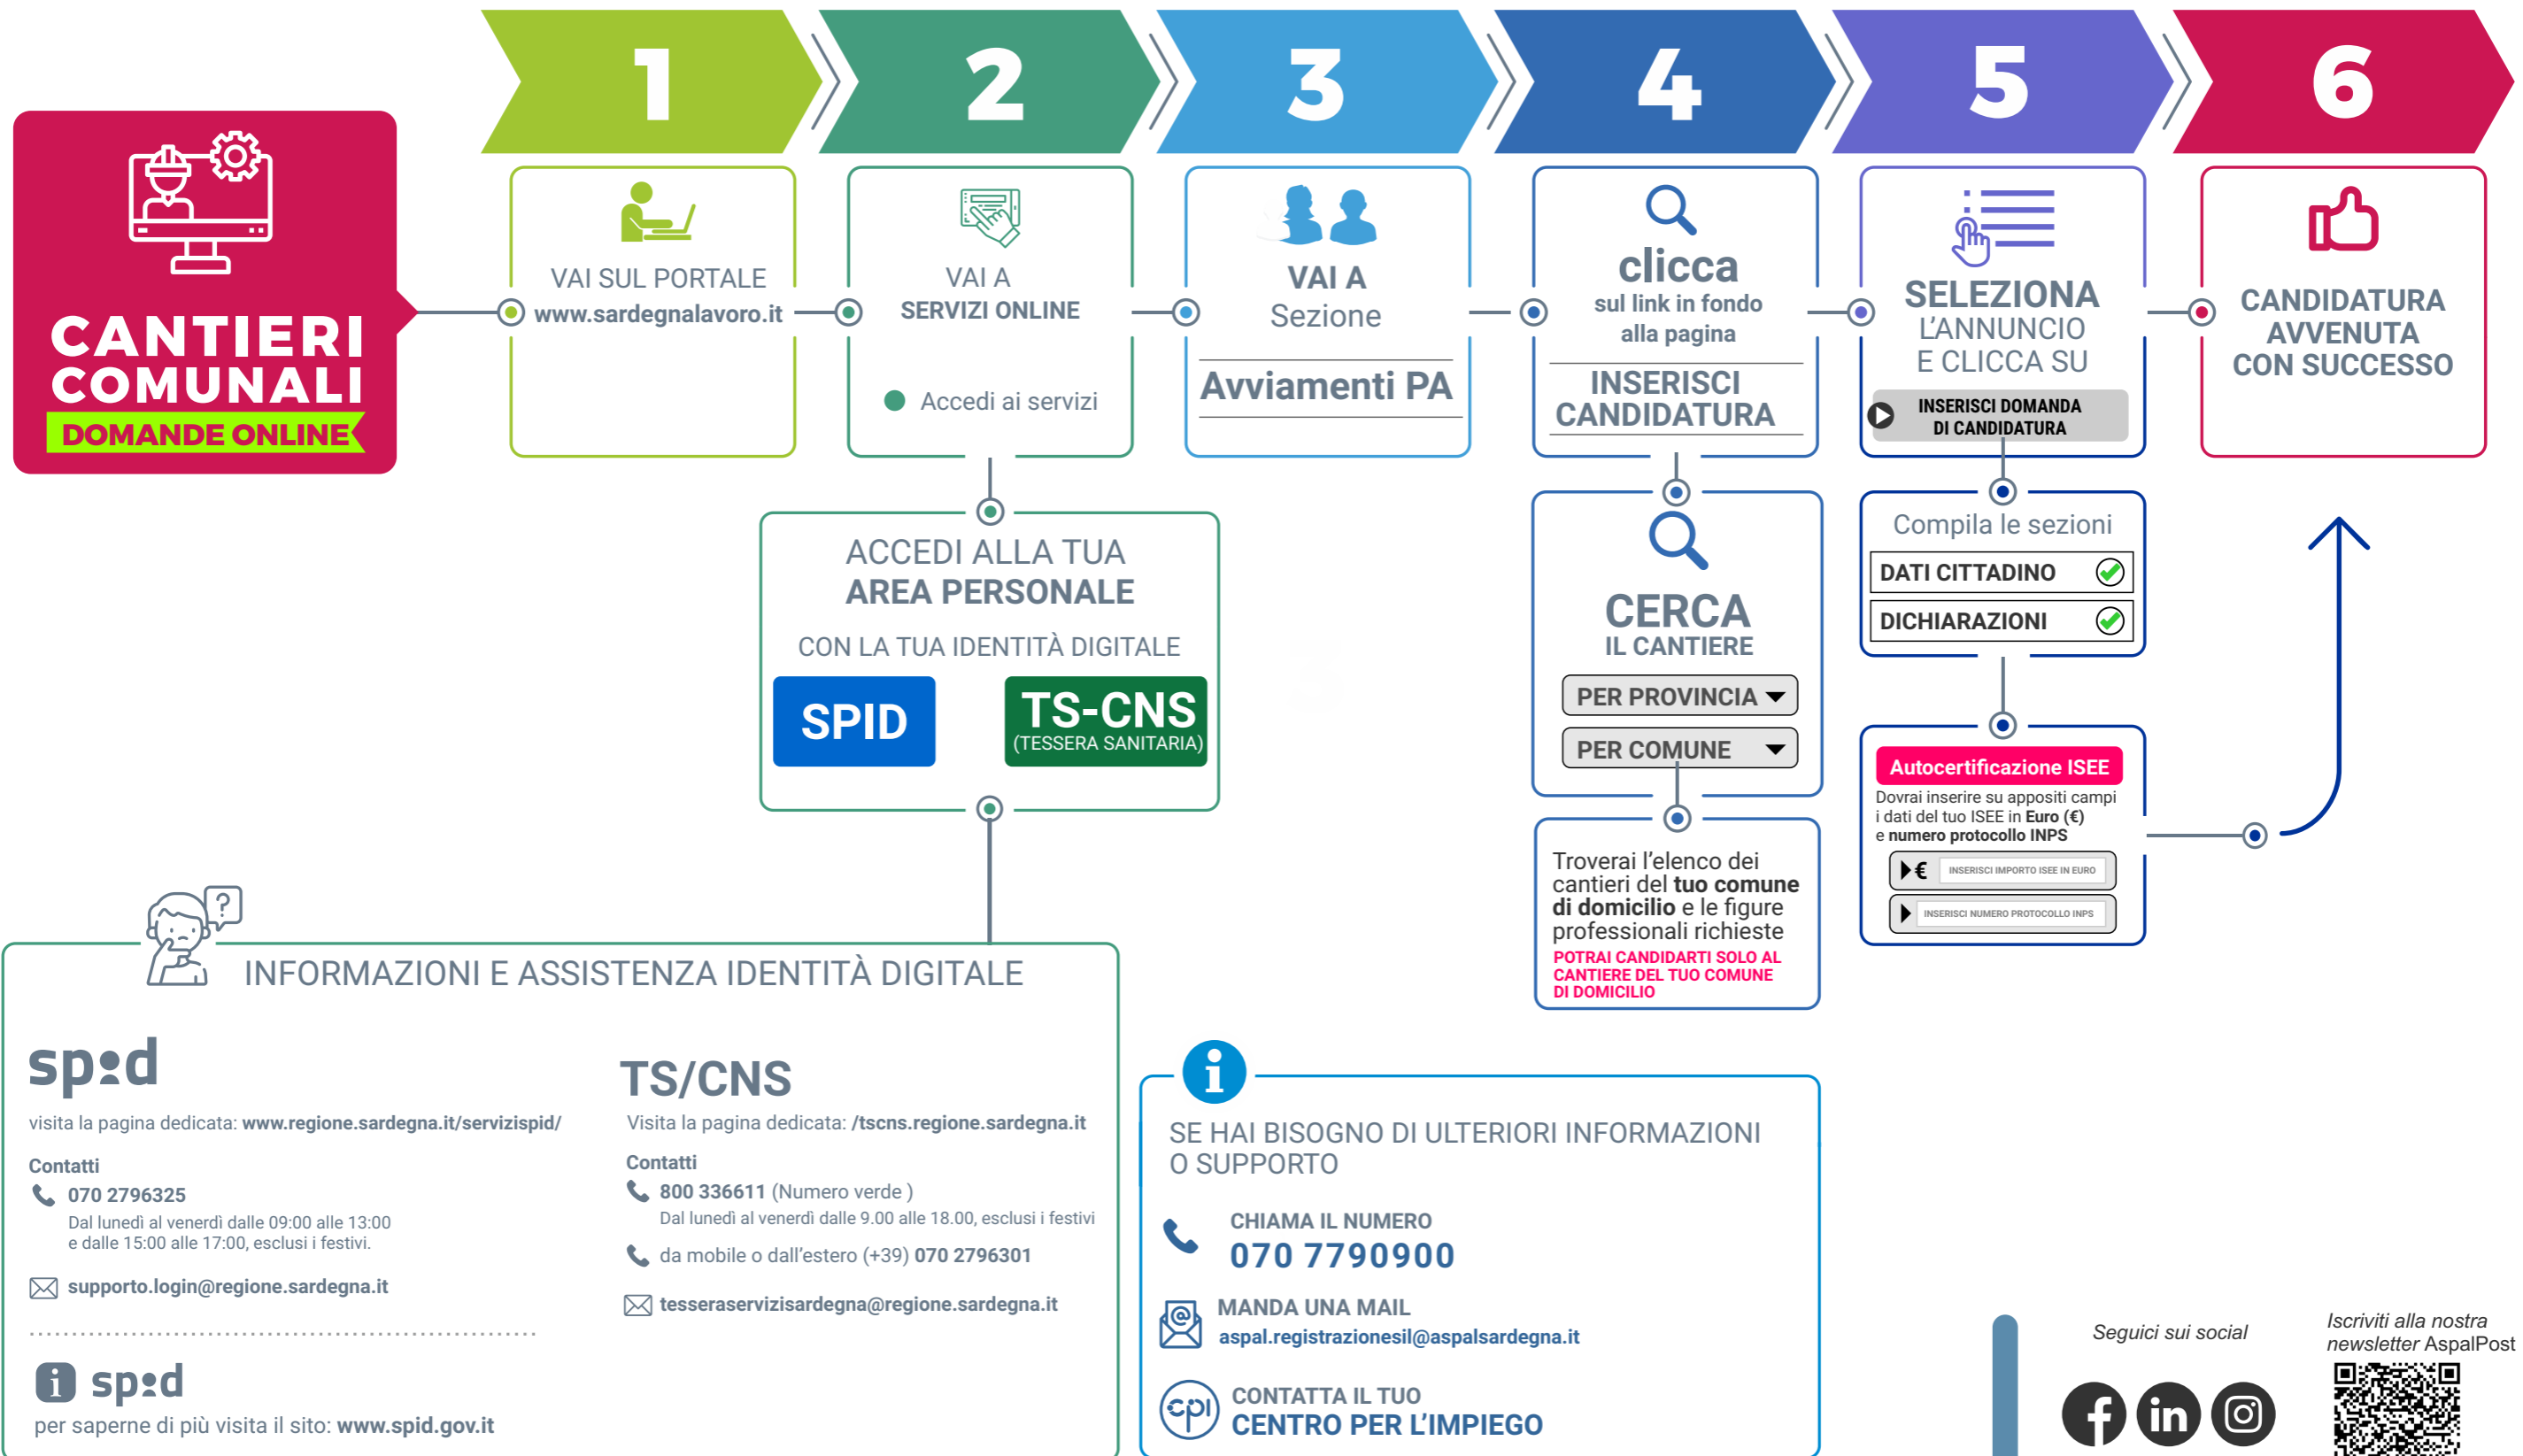 CANTIERI
COMUNALI
DOMANDE ONLINE
1
VAI SUL PORTALE
www.sardegnalavoro.it
2
VAI A
SERVIZI ONLINE
Accedi ai servizi
ACCEDI ALLA TUA
AREA PERSONALE
CON LA TUA IDENTITÀ DIGITALE
SPID
TS-CNS
(TESSERA SANITARIA)
3
VAI A
Sezione
Avviamenti PA
4
clicca
sul link in fondo
alla pagina
INSERISCI
CANDIDATURA
CERCA
IL CANTIERE
PER PROVINCIA
PER COMUNE
Troverai l'elenco dei
cantieri del tuo comune
di domicilio e le figure
professionali richieste
POTRAI CANDIDARTI SOLO AL
CANTIERE DEL TUO COMUNE
DI DOMICILIO
5
SELEZIONA
L'ANNUNCIO
E CLICCA SU
INSERISCI DOMANDA
DI CANDIDATURA
Compila le sezioni
DATI CITTADINO
DICHIARAZIONI
Autocertificazione ISEE
Dovrai inserire su appositi campi
i dati del tuo ISEE in Euro (€)
e numero protocollo INPS
€ INSERISCI IMPORTO ISEE IN EURO
INSERISCI NUMERO PROTOCOLLO INPS
6
CANDIDATURA
AVVENUTA
CON SUCCESSO
?
INFORMAZIONI E ASSISTENZA IDENTITÀ DIGITALE
spid
visita la pagina dedicata: www.regione.sardegna.it/servizispid/
Contatti
070 2796325
Dal lunedì al venerdì dalle 09:00 alle 13:00
e dalle 15:00 alle 17:00, esclusi i festivi.
supporto.login@regione.sardegna.it
i spid
per saperne di più visita il sito: www.spid.gov.it
TS/CNS
Visita la pagina dedicata: /tscns.regione.sardegna.it
Contatti
800 336611 (Numero verde )
Dal lunedì al venerdì dalle 9.00 alle 18.00, esclusi i festivi
da mobile o dall'estero (+39) 070 2796301
tesseraservizisardegna@regione.sardegna.it
i
SE HAI BISOGNO DI ULTERIORI INFORMAZIONI
O SUPPORTO
CHIAMA IL NUMERO
070 7790900
@
MANDA UNA MAIL
aspal.registrazionesil@aspalsardegna.it
cpi
CONTATTA IL TUO
CENTRO PER L'IMPIEGO
Seguici sui social
f in
Iscriviti alla nostra
newsletter AspalPost